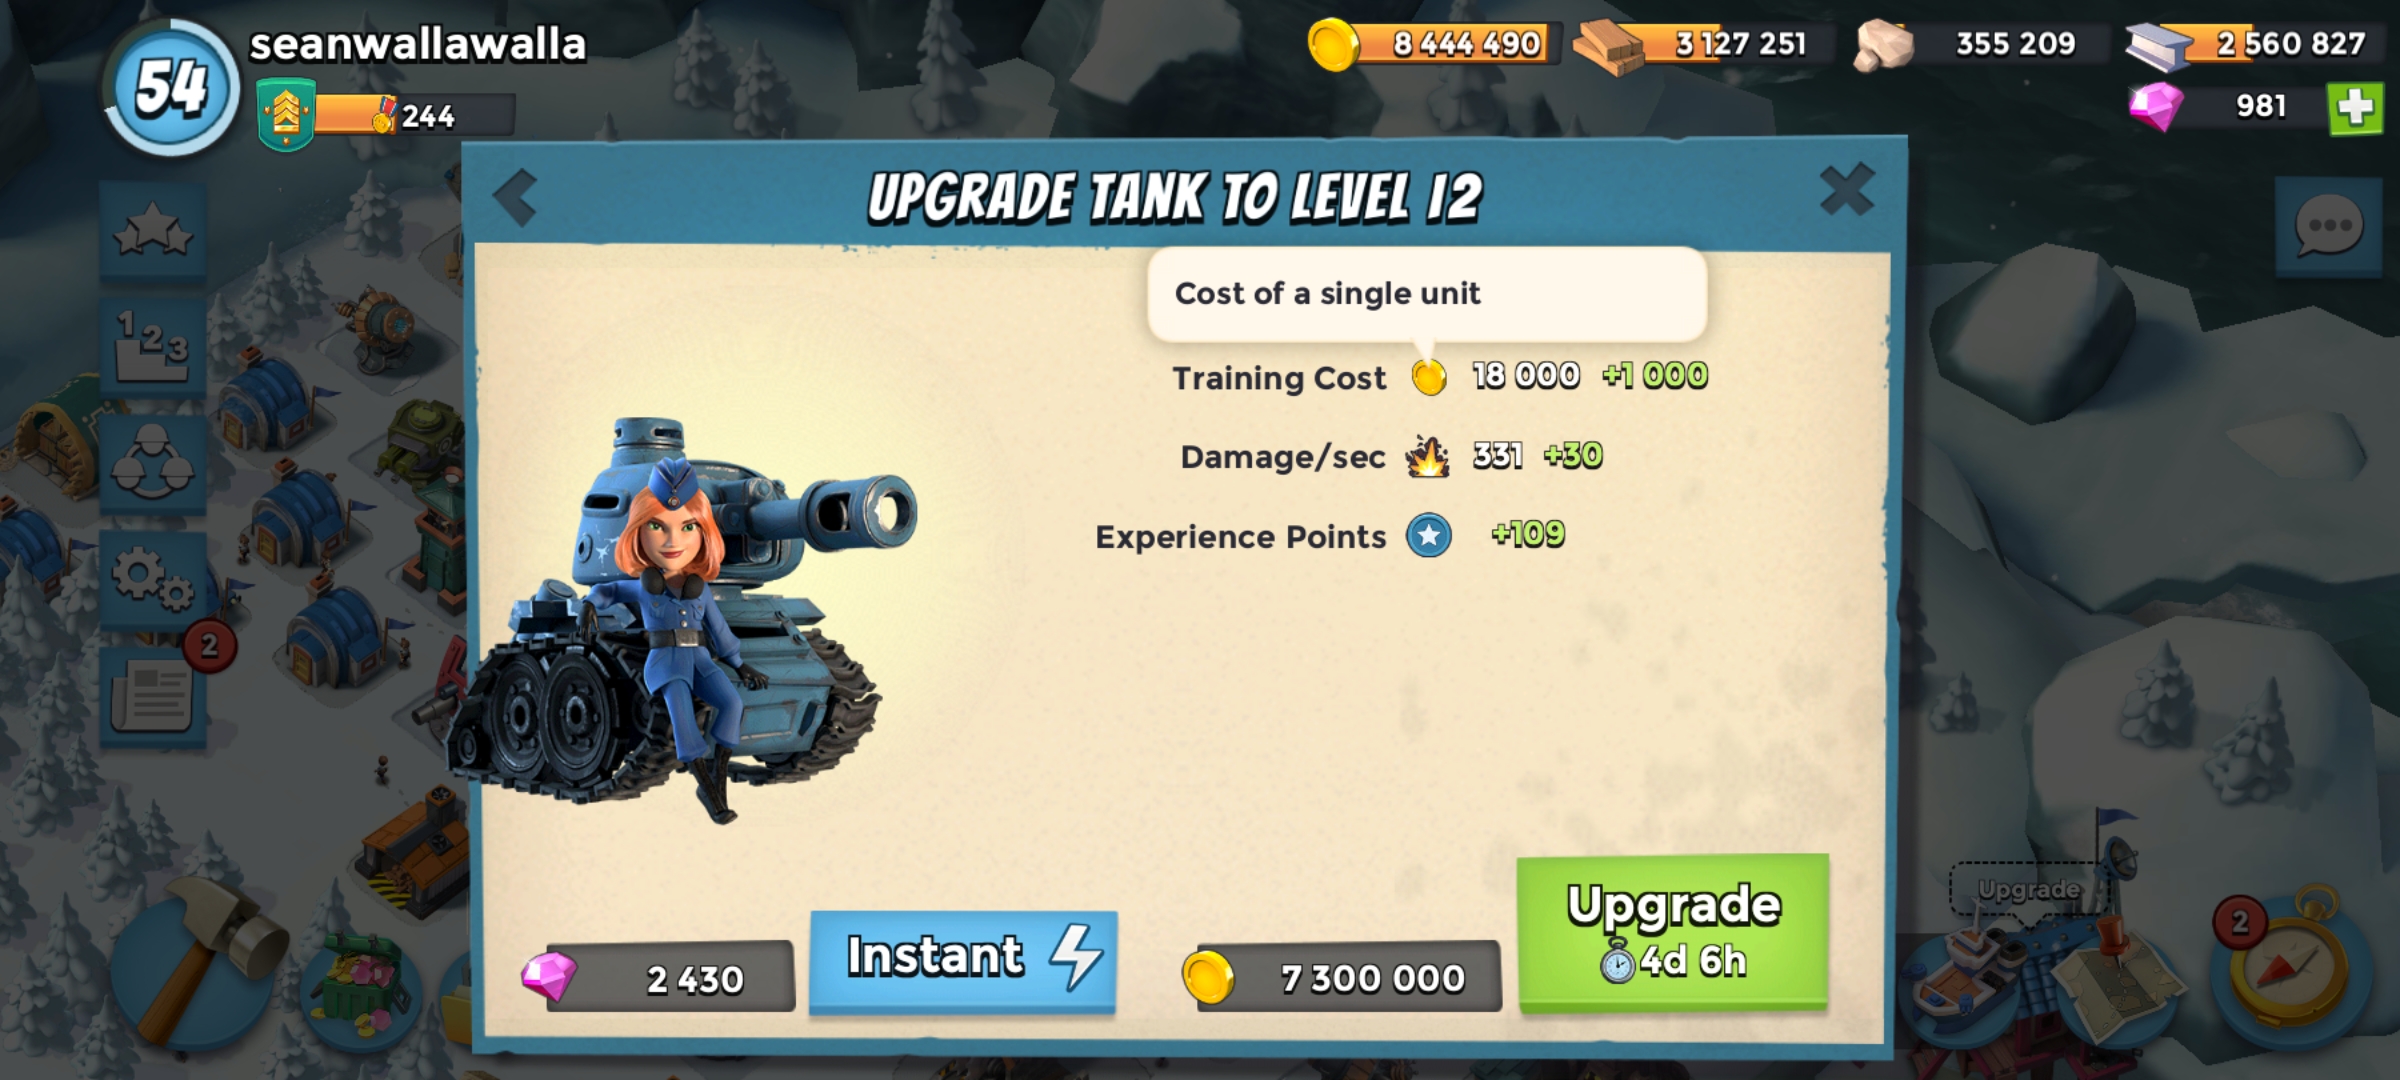 54
seanwallawalla
244
8 444 490
3 127 251
355 209
2 560 827
981
UPGRADE TANK TO LEVEL 12
Cost of a single unit
Training Cost 18 000 +1 000
Damage/sec 331 +30
Experience Points +109
1 2 3
2
2 430
Instant
7 300 000
Upgrade
4d 6h
Upgrade
2